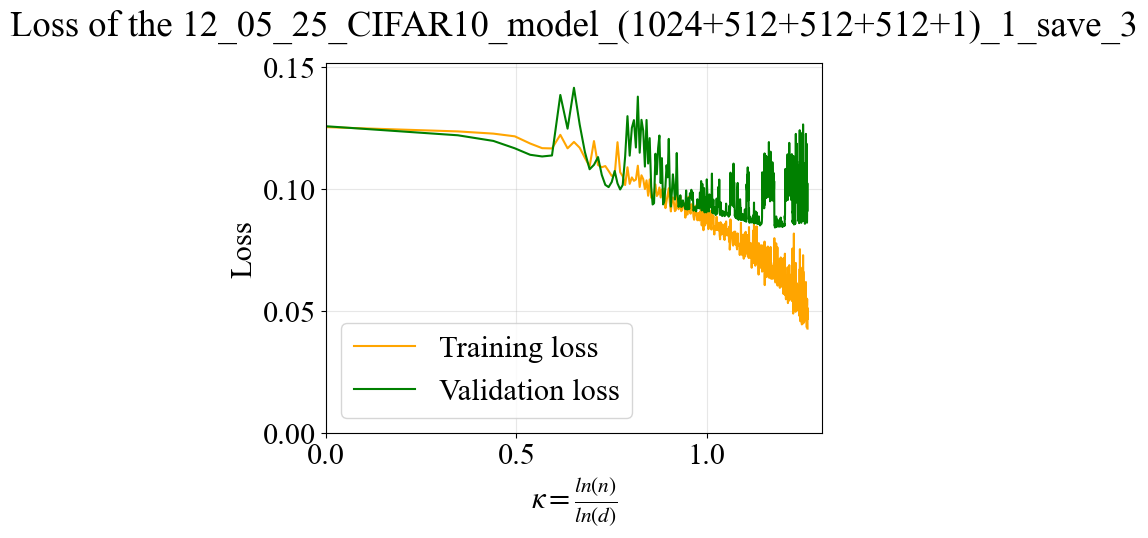 Loss of the 12_05_25_CIFAR10_model_(1024+512+512+512+1)_1_save_3
0.15
0.10
Loss
0.05
Training loss
Validation loss
0.00
0.0 0.5 1.0
κ = ln(n)/ln(d)